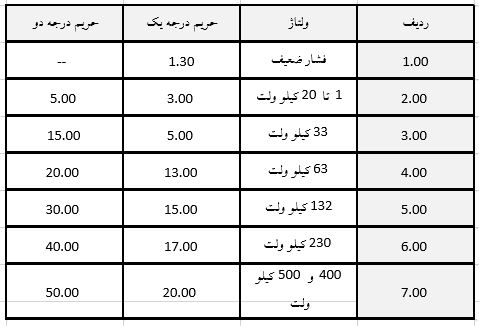 ردیف ولتاژ حریم درجه یک حریم درجه دو
1.00 فشار ضعیف 1.30 --
2.00 1 تا 20 کیلو ولت 3.00 5.00
3.00 33 کیلو ولت 5.00 15.00
4.00 63 کیلو ولت 13.00 20.00
5.00 132 کیلو ولت 15.00 30.00
6.00 230 کیلو ولت 17.00 40.00
7.00 400 و 500 کیلو
ولت 20.00 50.00